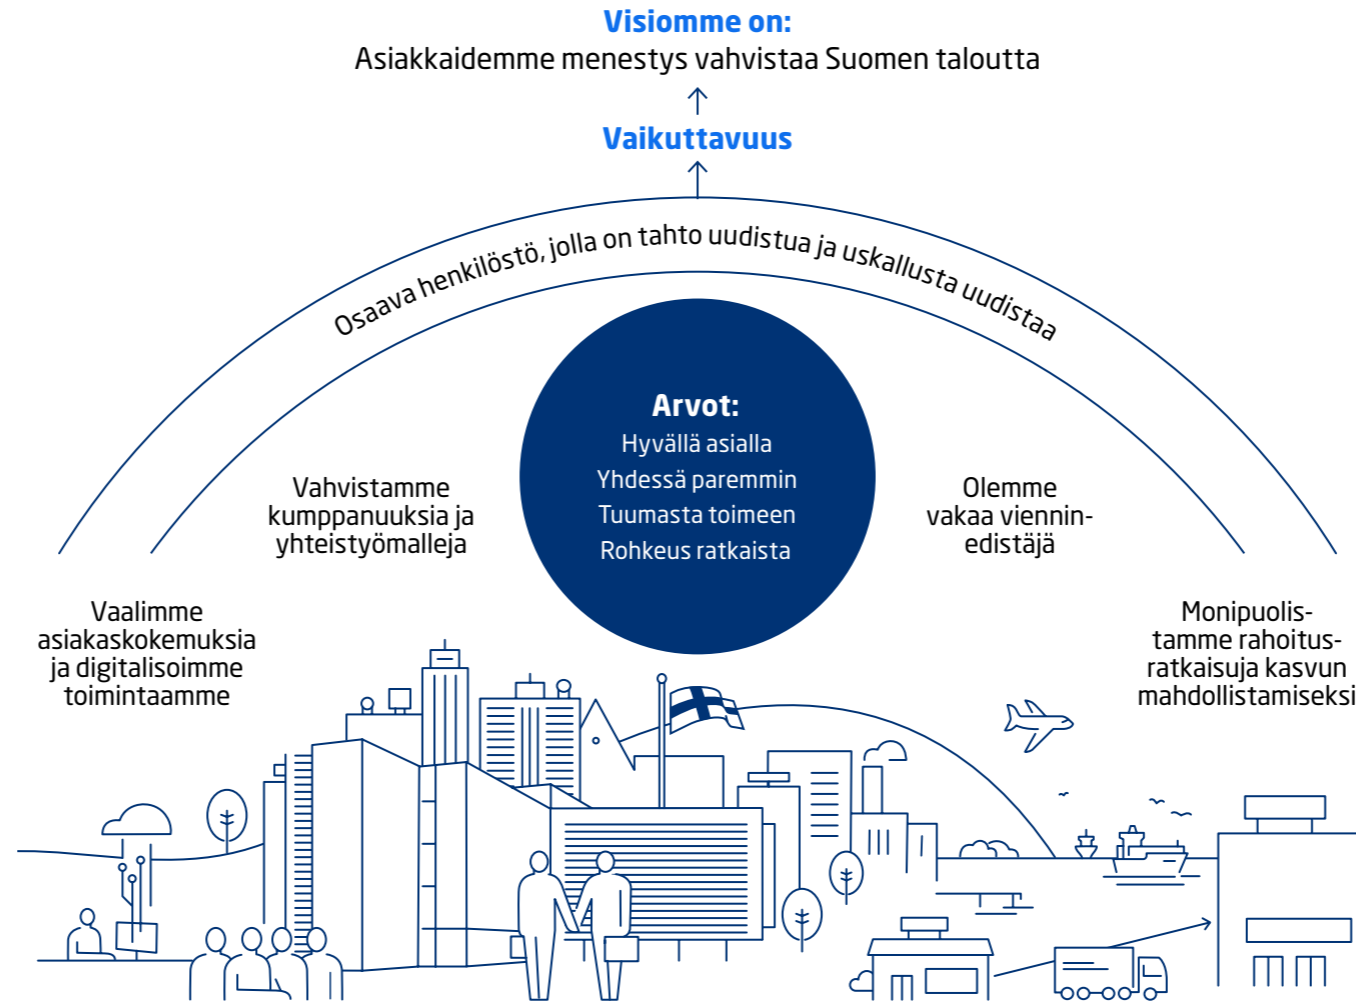 Visiomme on:
Asiakkaidemme menestys vahvistaa Suomen taloutta
Vaikuttavuus
Osaava henkilöstö, jolla on tahto uudistua ja uskallusta uudistaa
Arvot:
Hyvällä asialla
Yhdessä paremmin
Tuumasta toimeen
Rohkeus ratkaista
Vahvistamme
kumppanuuksia ja
yhteistyömalleja
Olemme
vakaa viennin-
edistäjä
Vaalimme
asiakaskokemuksia
ja digitalisoimme
toimintaamme
Monipuolis-
tamme rahoitus-
ratkaisuja kasvun
mahdollistamiseksi